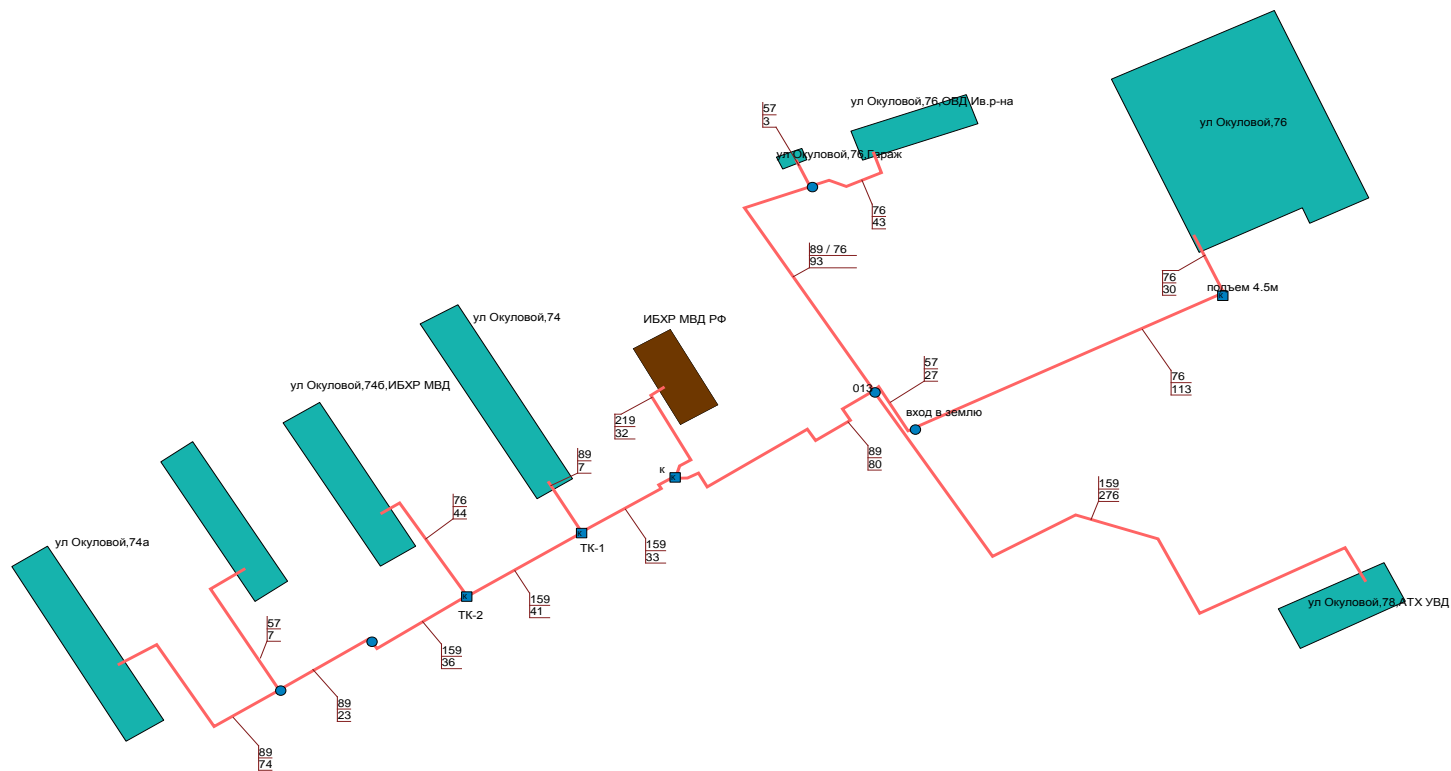 ул Окуловой,76,ОВД Ив.р-на
57
3
ул Окуловой,76
ул Окуловой,76,Гараж
76
43
89 / 76
93
76
30
подъем 4.5м
к
ул Окуловой,74
ИБХР МВД РФ
57
27
76
113
ул Окуловой,74б,ИБХР МВД
013
вход в землю
219
32
89
7
к
к
89
80
159
276
76
44
к
ТК-1
159
33
ул Окуловой,74а
к
ТК-2
159
41
ул Окуловой,78,АТХ УВД
57
7
159
36
89
23
89
74